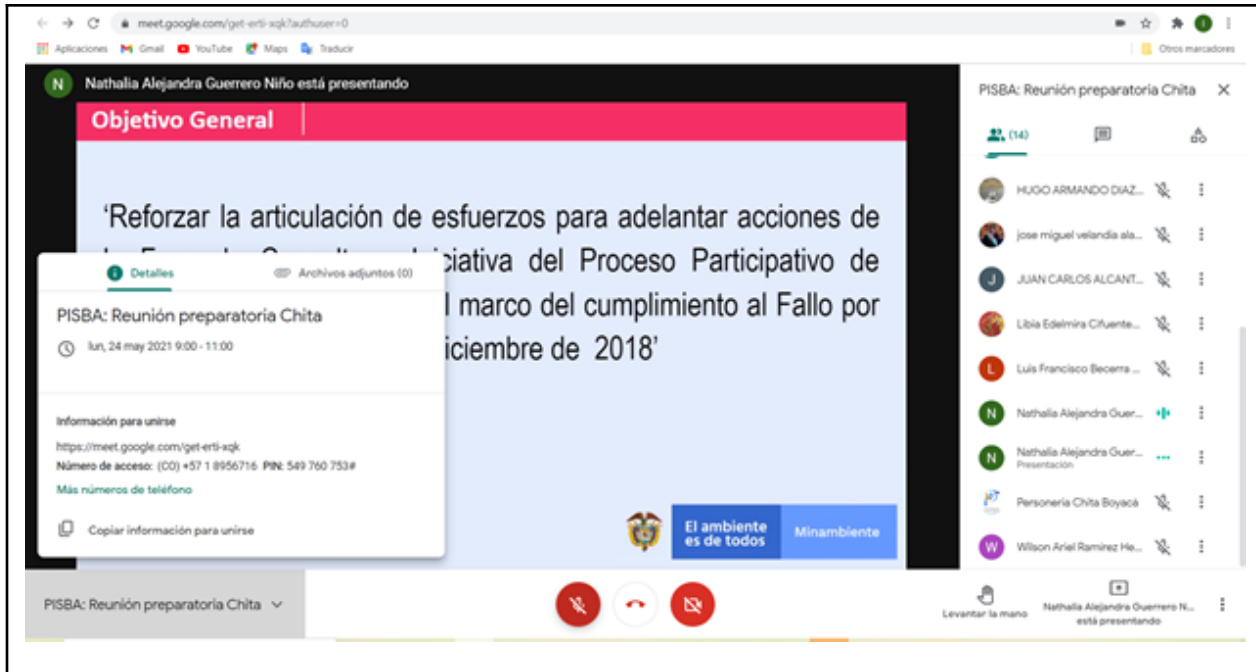 meet.google.com/get-erti-xqk?authuser=0
Aplicaciones Gmail YouTube Maps Traducir Otros marcadores
N Nathalia Alejandra Guerrero Niño está presentando
Objetivo General
'Reforzar la articulación de esfuerzos para adelantar acciones de
ciativa del Proceso Participativo de
l marco del cumplimiento al Fallo por
iciembre de 2018'
Detalles Archivos adjuntos (0)
PISBA: Reunión preparatoria Chita
lun, 24 may 2021 9:00 - 11:00
Información para unirse
https://meet.google.com/get-erti-xqk
Número de acceso: (CO) +57 1 8956716 PIN: 549 760 753#
Más números de teléfono
Copiar información para unirse
El ambiente
es de todos
Minambiente
PISBA: Reunión preparatoria Chita
(14)
HUGO ARMANDO DIAZ...
jose miguel velandia ala...
J JUAN CARLOS ALCANT...
Libia Edelmira Cifuente...
L Luis Francisco Becerra ...
N Nathalia Alejandra Guer...
N Nathalia Alejandra Guer...
Presentación
Personería Chita Boyacá
W Wilson Ariel Ramirez He...
PISBA: Reunión preparatoria Chita
Levantar la mano
Nathalia Alejandra Guerrero N...
está presentando